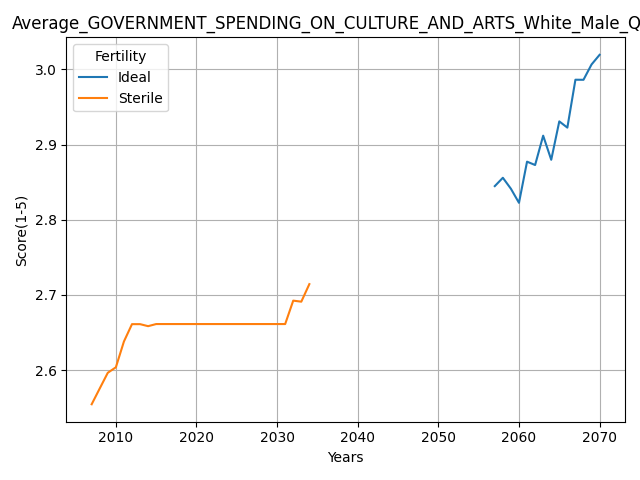 Average_GOVERNMENT_SPENDING_ON_CULTURE_AND_ARTS_White_Male_Q
Fertility
Ideal
Sterile
3.0
2.9
2.8
2.7
2.6
Score(1-5)
2010 2020 2030 2040 2050 2060 2070
Years